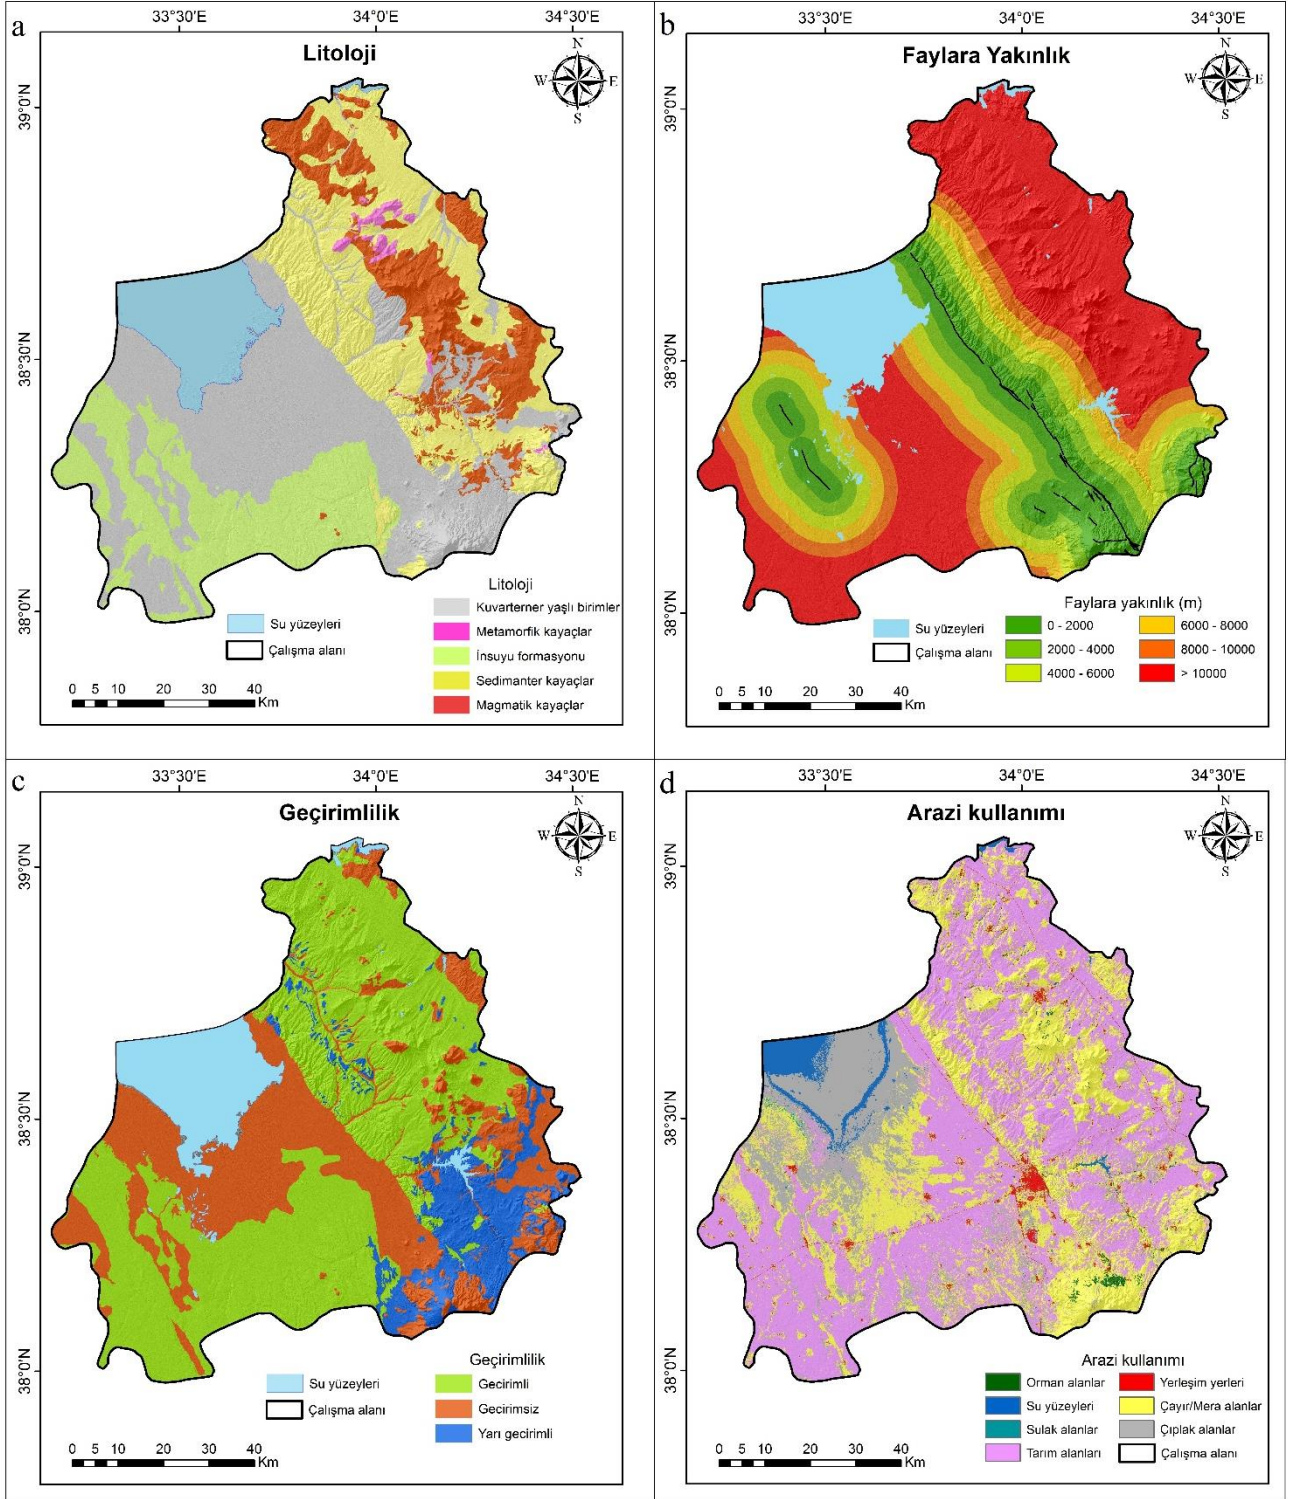 a
33°30'E 34°0'E 34°30'E
Litoloji
N
W E
S
39°0'N
38°30'N
38°0'N
Litoloji
Su yüzeyleri
Çalışma alanı
Kuvarterner yaşlı birimler
Metamorfik kayaçlar
İnsuyu formasyonu
Sedimanter kayaçlar
Magmatik kayaçlar
0 5 10 20 30 40
Km
b
33°30'E 34°0'E 34°30'E
Faylara Yakınlık
N
W E
S
39°0'N
38°30'N
38°0'N
Faylara yakınlık (m)
Su yüzeyleri
Çalışma alanı
0 - 2000
2000 - 4000
4000 - 6000
6000 - 8000
8000 - 10000
> 10000
0 5 10 20 30 40
Km
c
33°30'E 34°0'E 34°30'E
Geçirimlilik
N
W E
S
39°0'N
38°30'N
38°0'N
Geçirimlilik
Su yüzeyleri
Çalışma alanı
Gecirimli
Gecirimsiz
Yarı gecirimli
0 5 10 20 30 40
Km
d
33°30'E 34°0'E 34°30'E
Arazi kullanımı
N
W E
S
39°0'N
38°30'N
38°0'N
Arazi kullanımı
Orman alanlar
Su yüzeyleri
Sulak alanlar
Tarım alanları
Yerleşim yerleri
Çayır/Mera alanlar
Çıplak alanlar
Çalışma alanı
0 5 10 20 30 40
Km